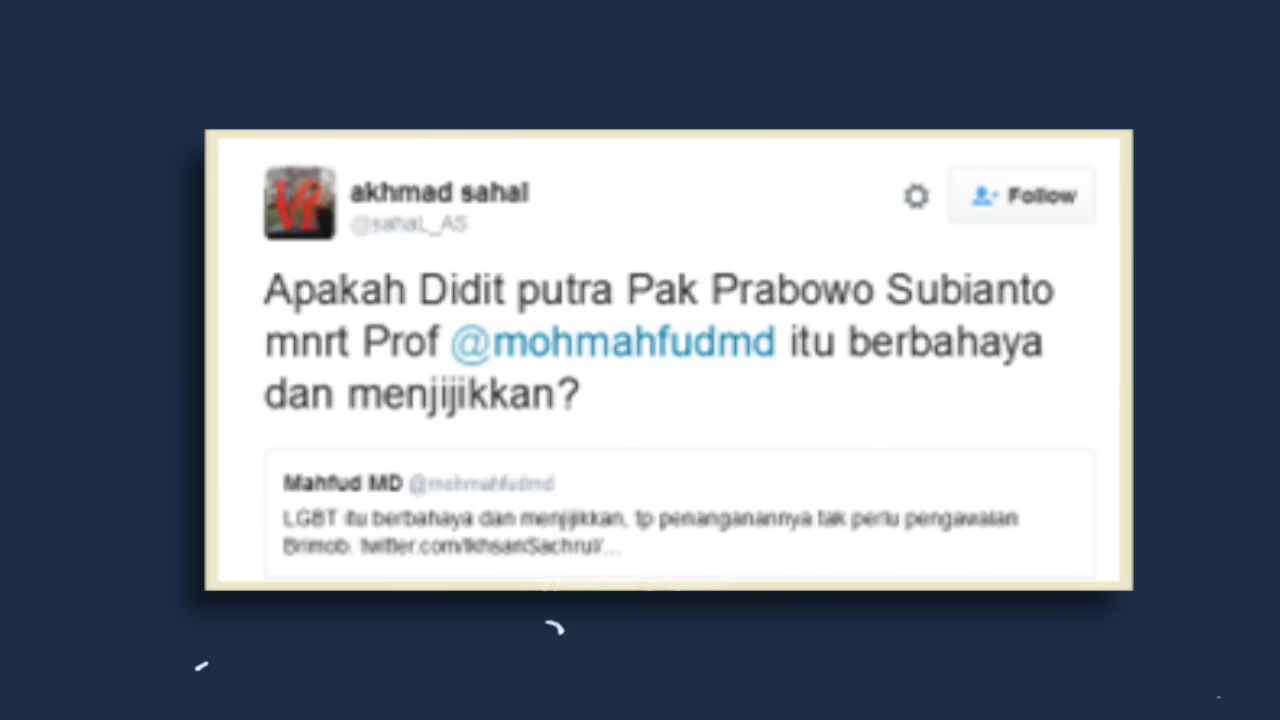 akhmad sahal
@sahaL_AS
Follow
Apakah Didit putra Pak Prabowo Subianto
mnrt Prof @mohmahfudmd itu berbahaya
dan menjijikkan?
Mahfud MD @mohmahfudmd
LGBT itu berbahaya dan menjijikkan, tp penanganannya tak perlu pengawalan
Brimob. twitter.com/IkhsanSachrul/...